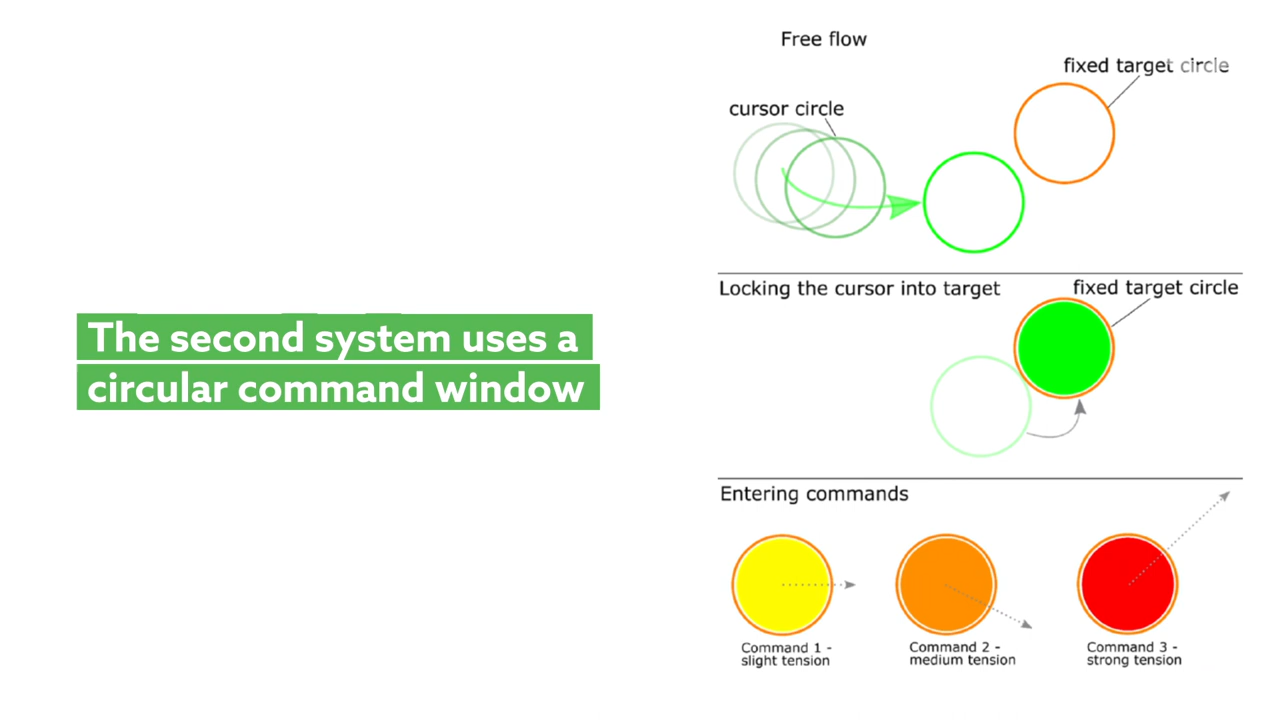 The second system uses a
circular command window
Free flow
fixed target circle
cursor circle
Locking the cursor into target
fixed target circle
Entering commands
Command 1 -
slight tension
Command 2 -
medium tension
Command 3 -
strong tension